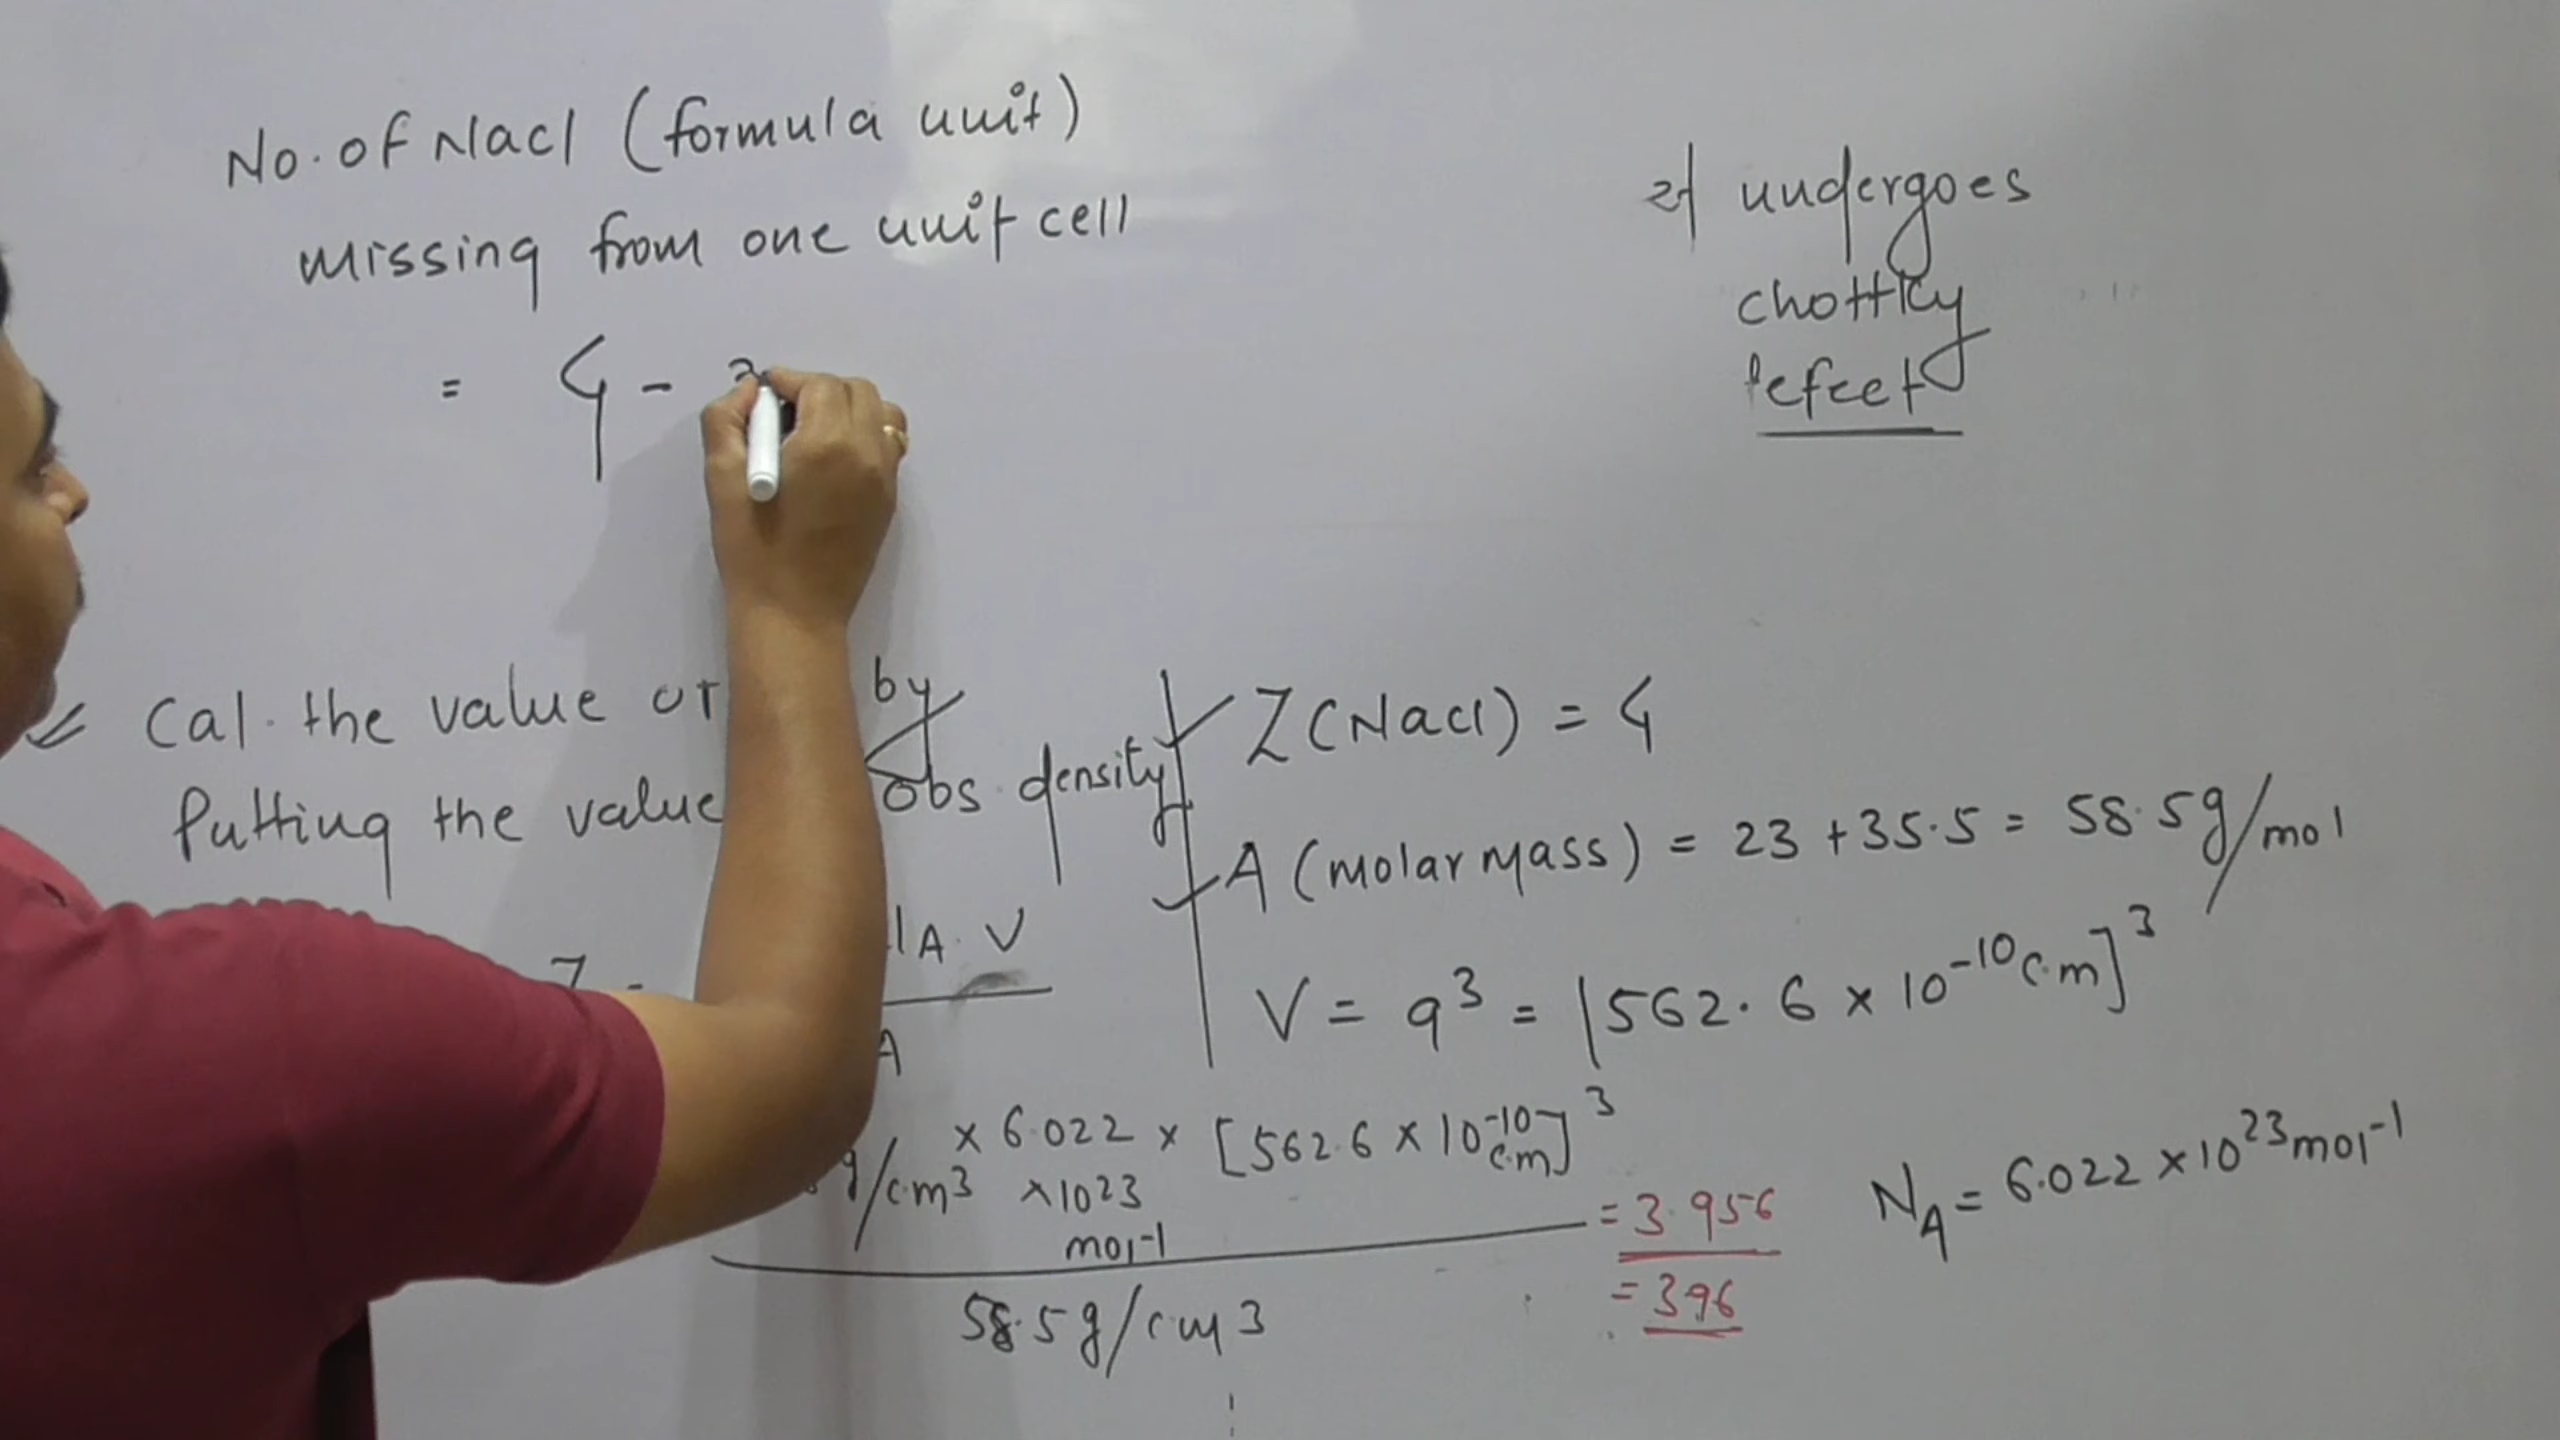 No. of NaCl (formula unit)
missing from one unit cell
= 4 - 3
undergoes
chottky
efect
Cal. the value by
Putting the value obs. density
Z
A. V
A
Z (NaCl) = 4
A (molar mass) = 23 + 35.5 = 58.5 g/mol
V = a³ = [562.6 × 10⁻¹⁰ cm]³
g/cm³ × 6.022 × 10²³ mol⁻¹ × [562.6 × 10⁻¹⁰ cm]³
58.5 g/cm³
= 3.956
= 3.96
N_A = 6.022 × 10²³ mol⁻¹